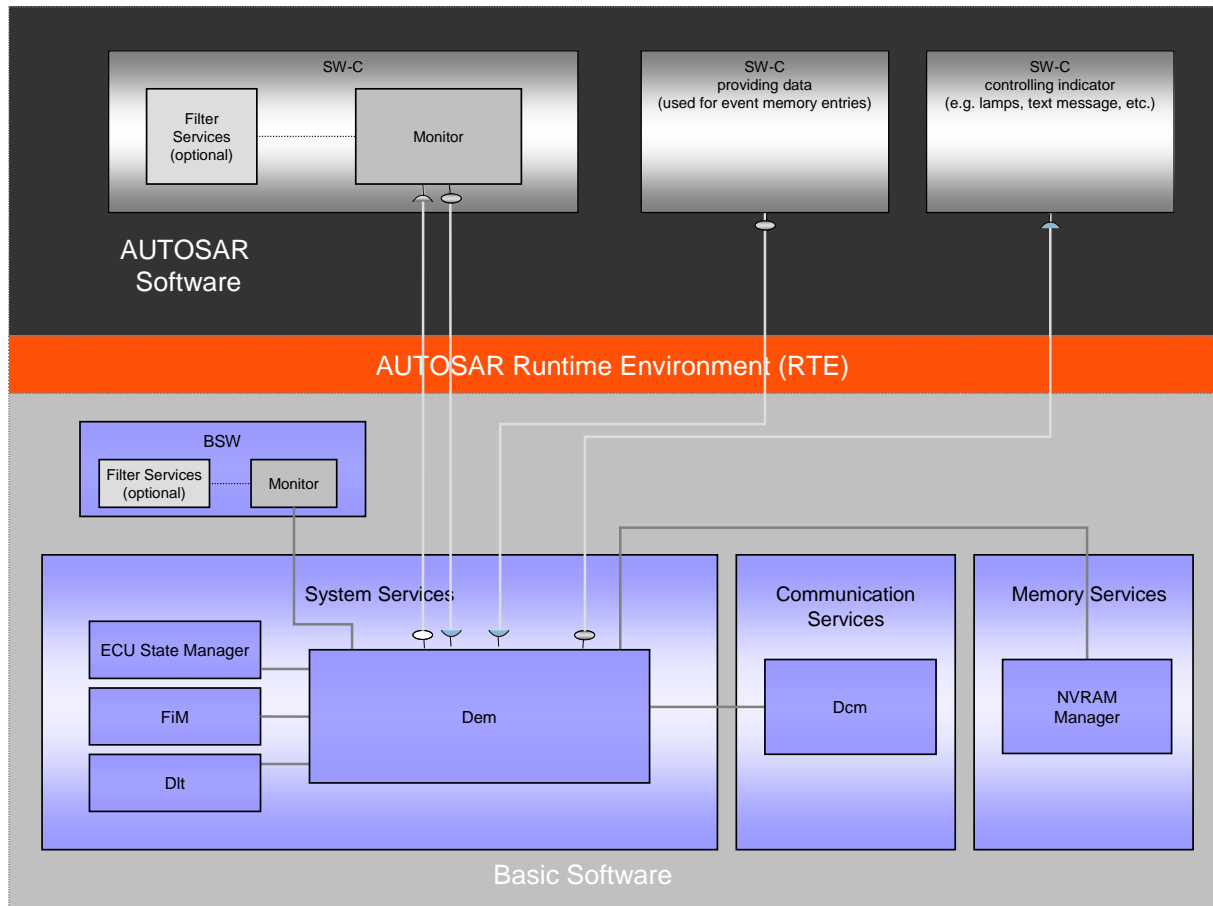 SW-C
Filter
Services
(optional)
Monitor
SW-C
providing data
(used for event memory entries)
SW-C
controlling indicator
(e.g. lamps, text message, etc.)
AUTOSAR
Software
AUTOSAR Runtime Environment (RTE)
BSW
Filter Services
(optional)
Monitor
System Services
ECU State Manager
FiM
Dlt
Dem
Communication
Services
Dcm
Memory Services
NVRAM
Manager
Basic Software